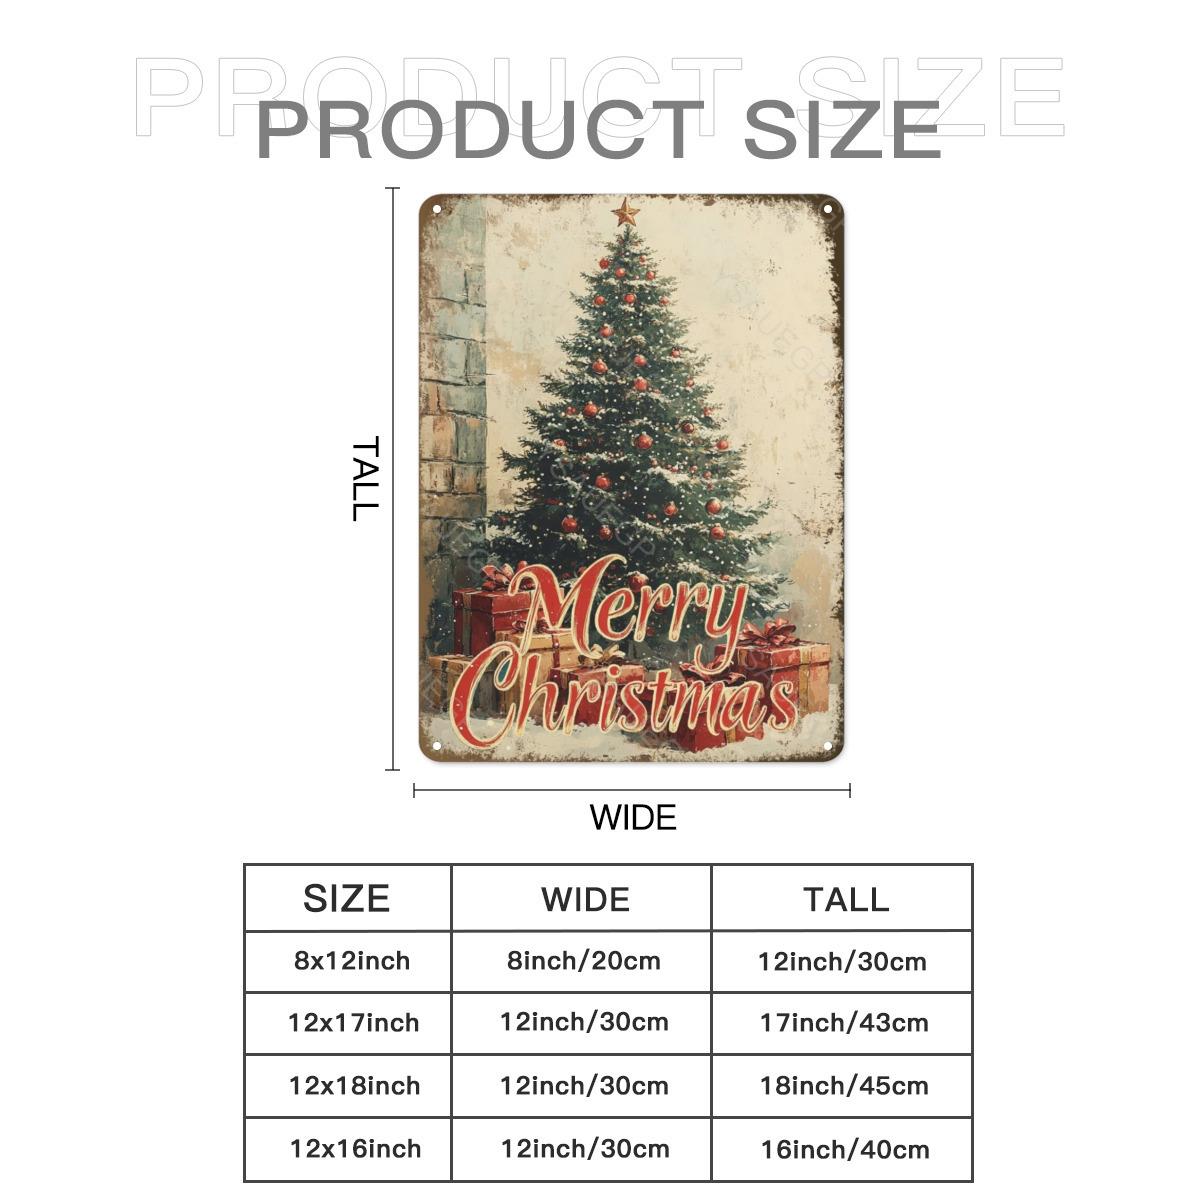 PRODUCT SIZE
PRODUCT SIZE
TALL
Merry
Christmas
WIDE
SIZE WIDE TALL
8x12inch 8inch/20cm 12inch/30cm
12x17inch 12inch/30cm 17inch/43cm
12x18inch 12inch/30cm 18inch/45cm
12x16inch 12inch/30cm 16inch/40cm